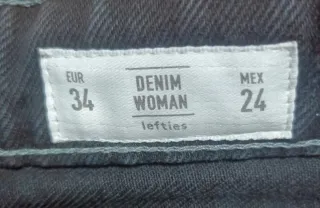 EUR
34
DENIM
WOMAN
lefties
MEX
24